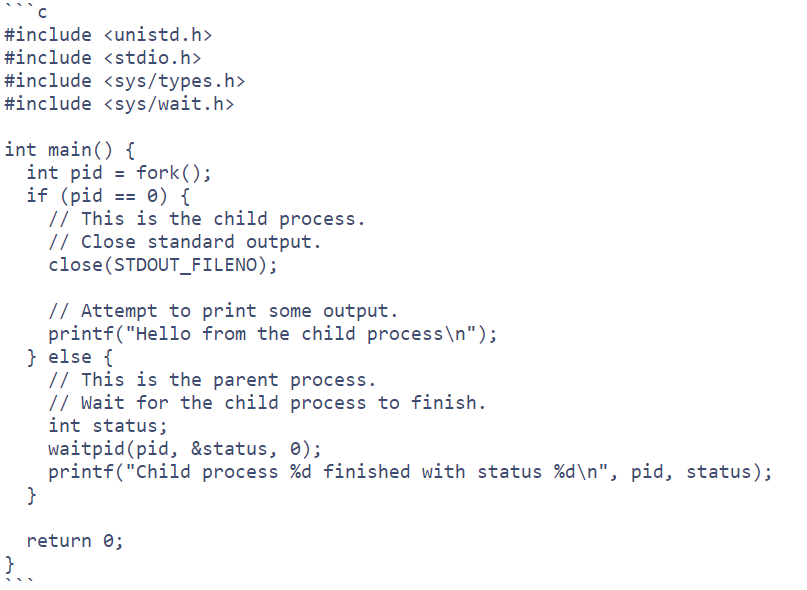 ```c
#include <unistd.h>
#include <stdio.h>
#include <sys/types.h>
#include <sys/wait.h>

int main() {
  int pid = fork();
  if (pid == 0) {
    // This is the child process.
    // Close standard output.
    close(STDOUT_FILENO);

    // Attempt to print some output.
    printf("Hello from the child process\n");
  } else {
    // This is the parent process.
    // Wait for the child process to finish.
    int status;
    waitpid(pid, &status, 0);
    printf("Child process %d finished with status %d\n", pid, status);
  }

  return 0;
}
```